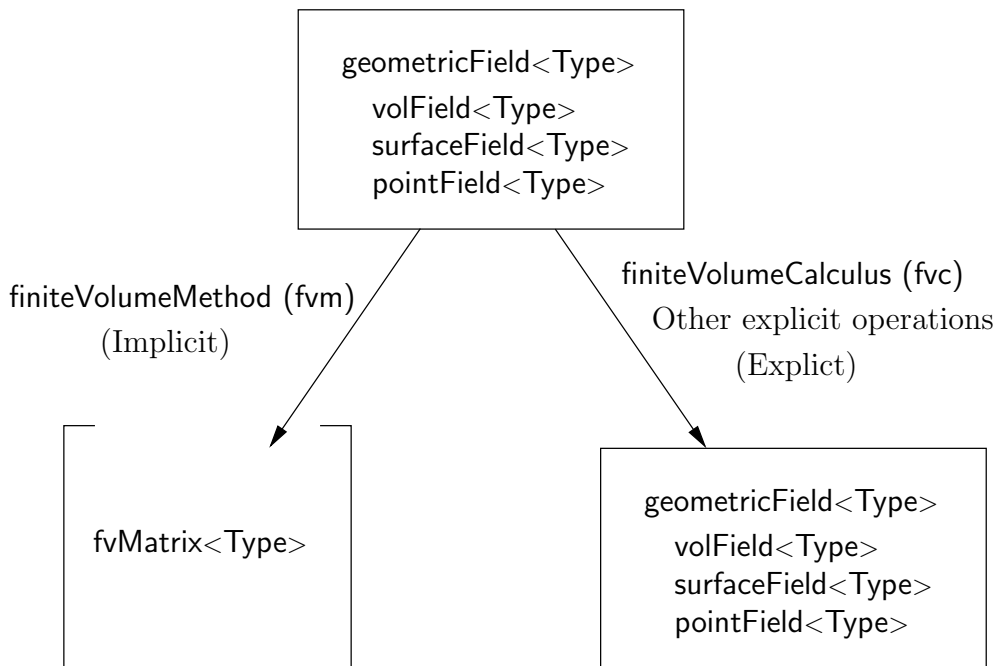 geometricField<Type>
volField<Type>
surfaceField<Type>
pointField<Type>
finiteVolumeMethod (fvm)
(Implicit)
finiteVolumeCalculus (fvc)
Other explicit operations
(Explict)
fvMatrix<Type>
geometricField<Type>
volField<Type>
surfaceField<Type>
pointField<Type>